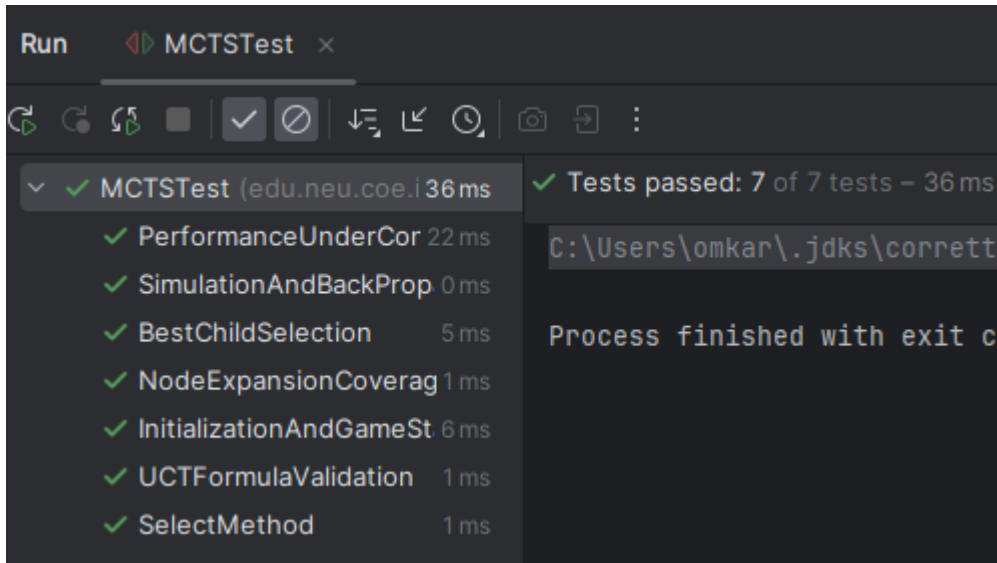 Run MCTSTest ×
MCTSTest (edu.neu.coe.i 36 ms
PerformanceUnderCor 22 ms
SimulationAndBackProp 0 ms
BestChildSelection 5 ms
NodeExpansionCoverag 1 ms
InitializationAndGameSt 6 ms
UCTFormulaValidation 1 ms
SelectMethod 1 ms
Tests passed: 7 of 7 tests – 36 ms
C:\Users\omkar\.jdks\corrett
Process finished with exit c